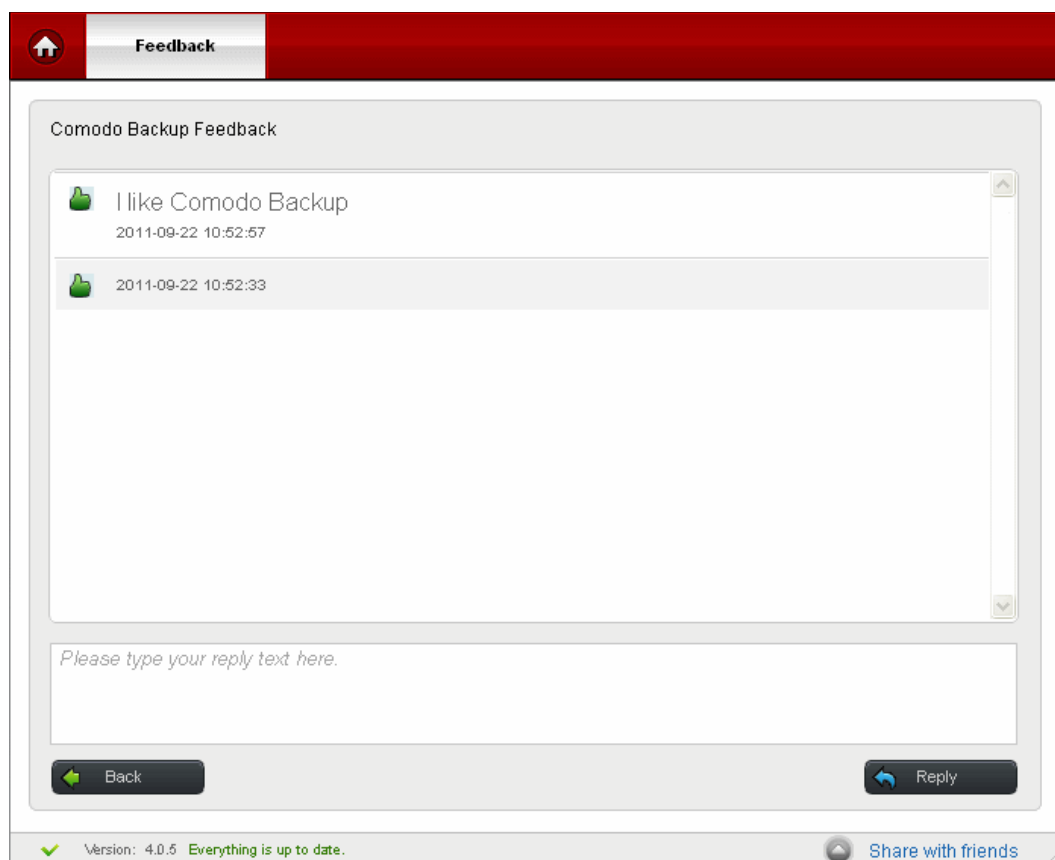 Feedback
Comodo Backup Feedback
I like Comodo Backup
2011-09-22 10:52:57
2011-09-22 10:52:33
Please type your reply text here.
Back
Reply
Version: 4.0.5 Everything is up to date.
Share with friends